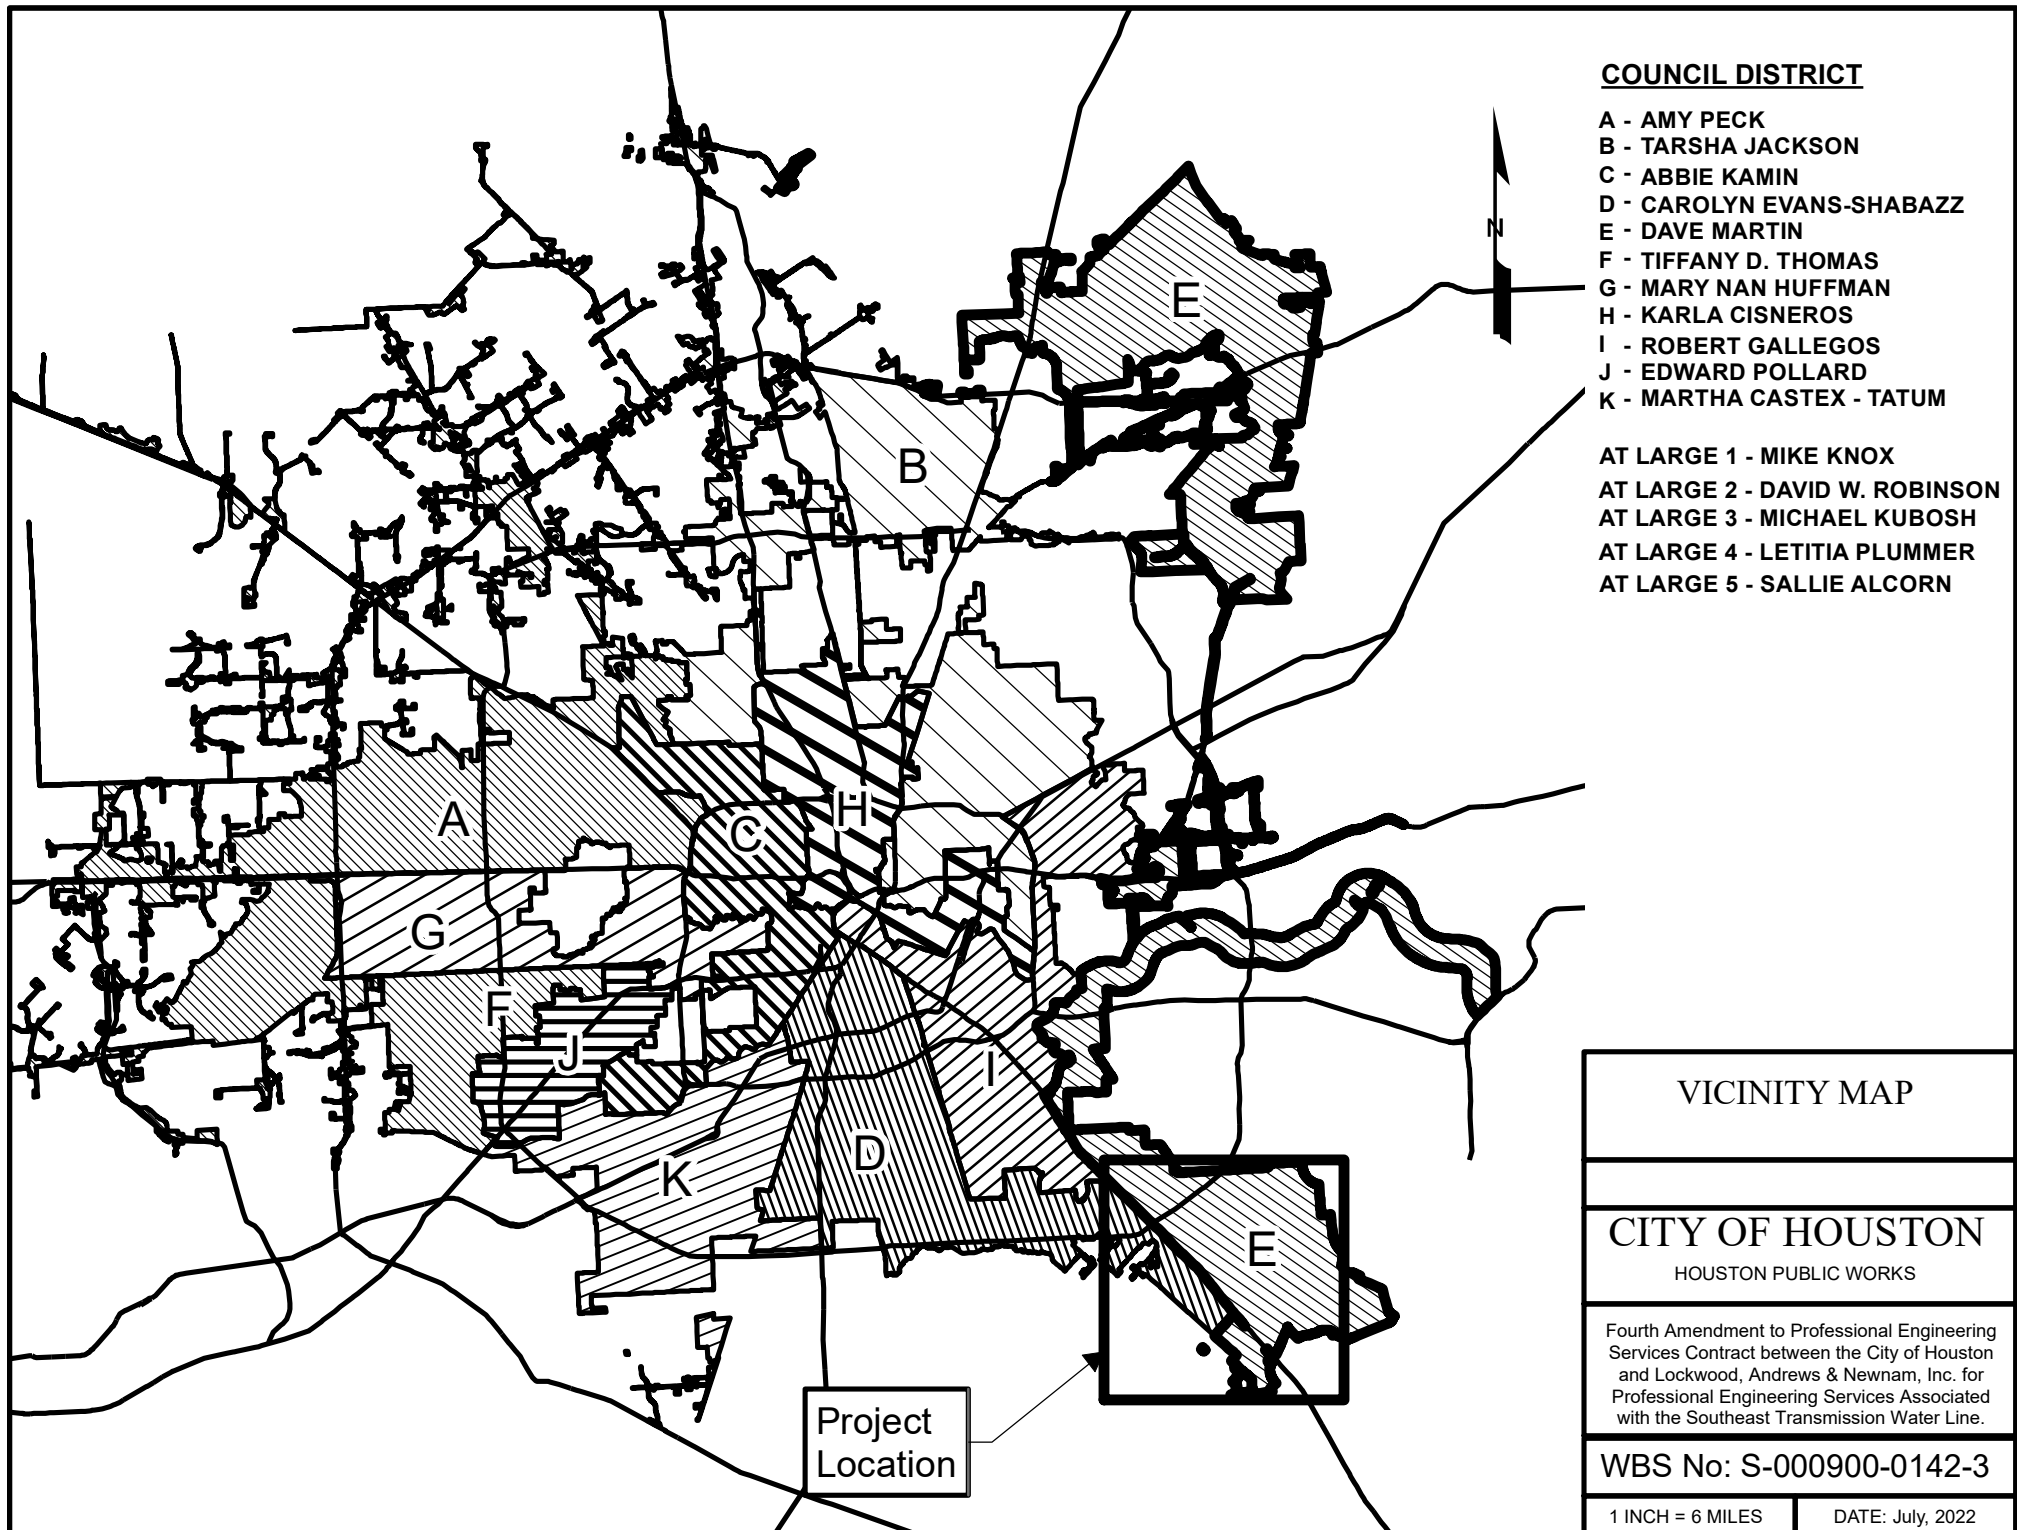 COUNCIL DISTRICT
A - AMY PECK
B - TARSHA JACKSON
C - ABBIE KAMIN
D - CAROLYN EVANS-SHABAZZ
E - DAVE MARTIN
F - TIFFANY D. THOMAS
G - MARY NAN HUFFMAN
H - KARLA CISNEROS
I - ROBERT GALLEGOS
J - EDWARD POLLARD
K - MARTHA CASTEX - TATUM
AT LARGE 1 - MIKE KNOX
AT LARGE 2 - DAVID W. ROBINSON
AT LARGE 3 - MICHAEL KUBOSH
AT LARGE 4 - LETITIA PLUMMER
AT LARGE 5 - SALLIE ALCORN
N
E
B
A
C
H
G
F
J
I
D
K
E
Project
Location
VICINITY MAP
CITY OF HOUSTON
HOUSTON PUBLIC WORKS
Fourth Amendment to Professional Engineering
Services Contract between the City of Houston
and Lockwood, Andrews & Newnam, Inc. for
Professional Engineering Services Associated
with the Southeast Transmission Water Line.
WBS No: S-000900-0142-3
1 INCH = 6 MILES
DATE: July, 2022